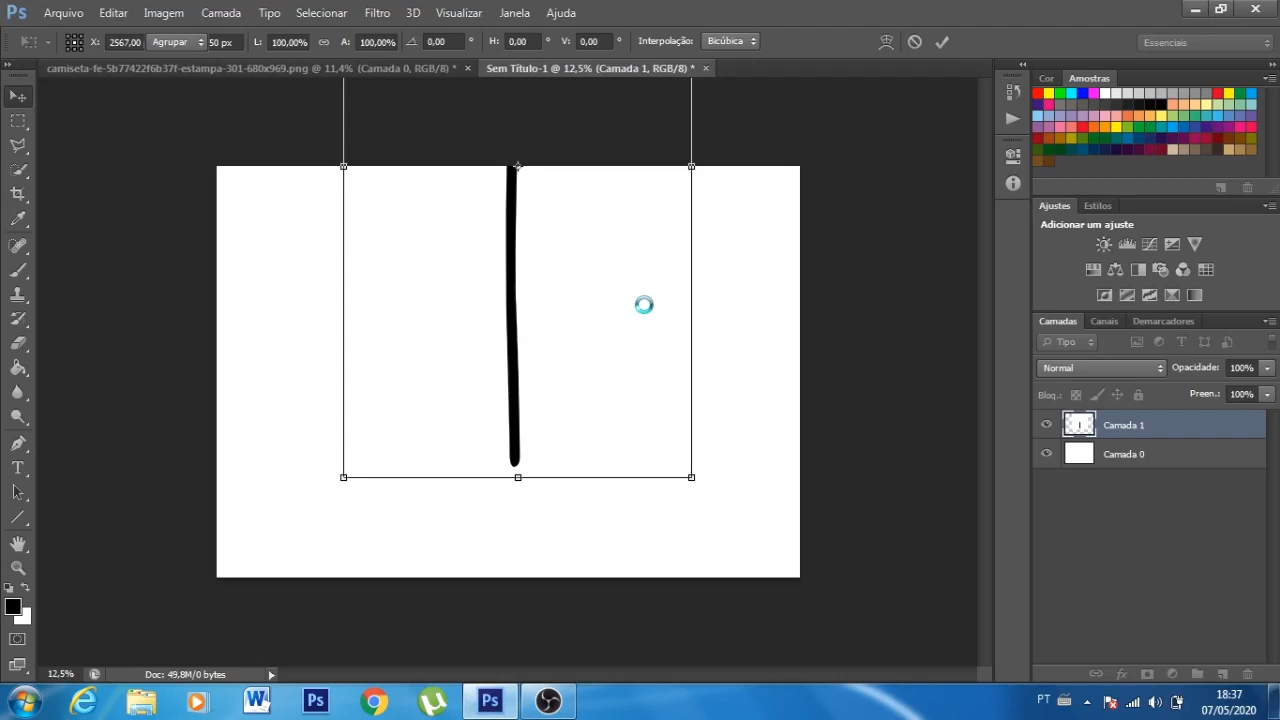 Ps Arquivo Editar Imagem Camada Tipo Selecionar Filtro 3D Visualizar Janela Ajuda
X: 2567,00 Agrupar 50 px L: 100,00% A: 100,00% 0,00 ° H: 0,00 ° V: 0,00 ° Interpolação: Bicúbica Essenciais
camiseta-fe-5b77422f6b37f-estampa-301-680x969.png @ 11,4% (Camada 0, RGB/8) * × Sem Título-1 @ 12,5% (Camada 1, RGB/8) * ×
Cor Amostras
Ajustes Estilos
Adicionar um ajuste
Camadas Canais Demarcadores
Tipo
Normal Opacidade: 100%
Bloq.: Preen.: 100%
Camada 1
Camada 0
12,5% Doc: 49,8M/0 bytes
PT 18:37
07/05/2020